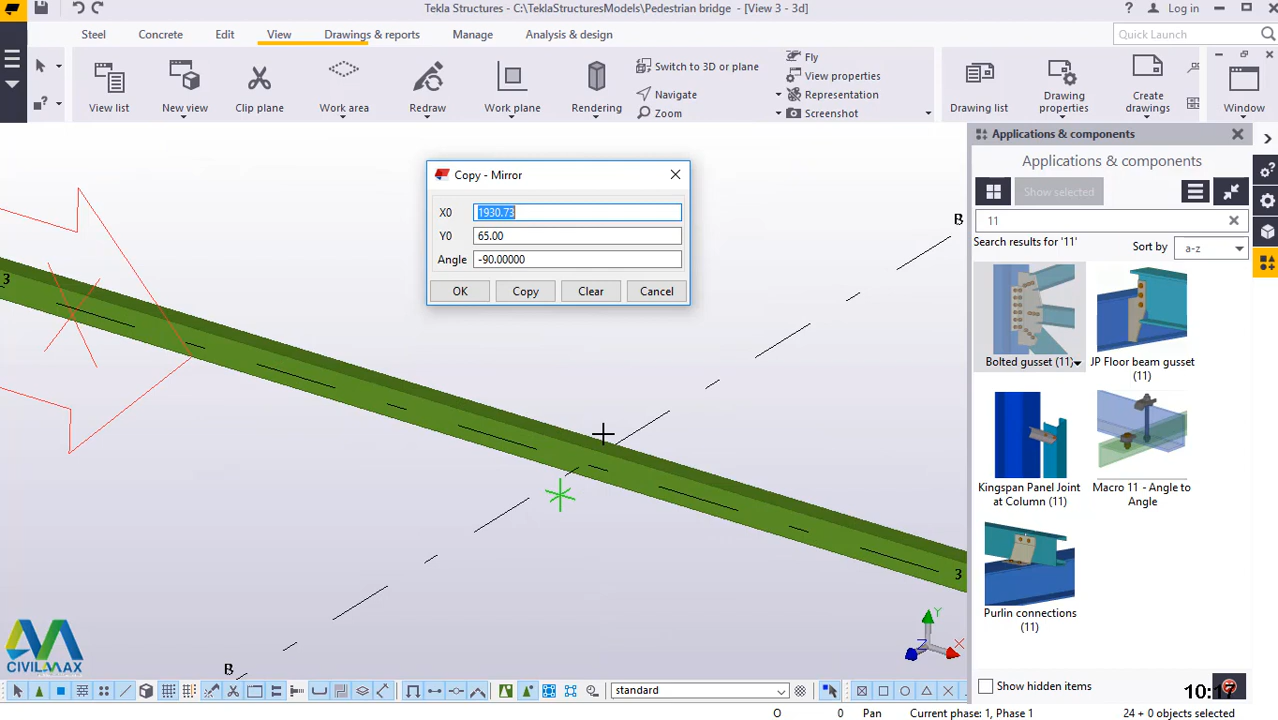 Tekla Structures - C:\TeklaStructuresModels\Pedestrian bridge - [View 3 - 3d]
? Log in
Steel Concrete Edit View Drawings & reports Manage Analysis & design
Quick Launch
View list
New view
Clip plane
Work area
Redraw
Work plane
Rendering
Switch to 3D or plane
Navigate
Zoom
Fly
View properties
Representation
Screenshot
Drawing list
Drawing properties
Create drawings
Window
Copy - Mirror
X0 1930.73
Y0 65.00
Angle -90.00000
OK Copy Clear Cancel
3
B
3
B
Y
X
Z
CIVILMAX
Applications & components
Applications & components
Show selected
11
Search results for '11'
Sort by a-z
Bolted gusset (11)
JP Floor beam gusset (11)
Kingspan Panel Joint at Column (11)
Macro 11 - Angle to Angle
Purlin connections (11)
Show hidden items
standard
O 0 Pan Current phase: 1, Phase 1 24 + 0 objects selected